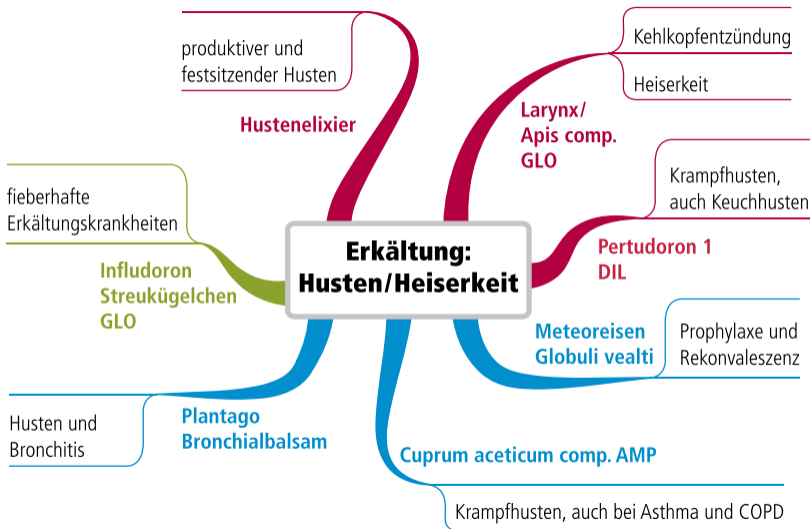 produktiver und
festsitzender Husten
Hustenelixier
Kehlkopfentzündung
Heiserkeit
Larynx/
Apis comp.
GLO
fieberhafte
Erkältungskrankheiten
Infludoron
Streukügelchen
GLO
Erkältung:
Husten/Heiserkeit
Krampfhusten,
auch Keuchhusten
Pertudoron 1
DIL
Meteoreisen
Globuli vealti
Prophylaxe und
Rekonvaleszenz
Husten und
Bronchitis
Plantago
Bronchialbalsam
Cuprum aceticum comp. AMP
Krampfhusten, auch bei Asthma und COPD